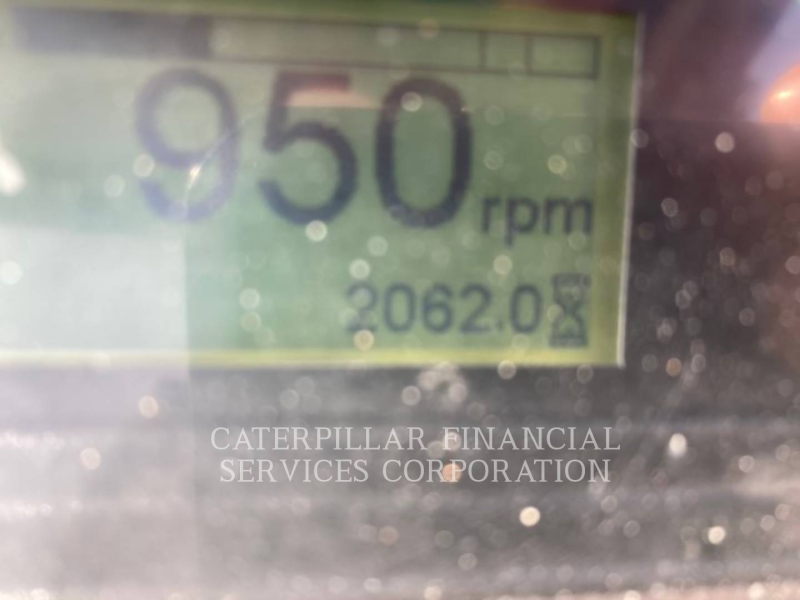 950
rpm
2062.0
CATERPILLAR FINANCIAL
SERVICES CORPORATION